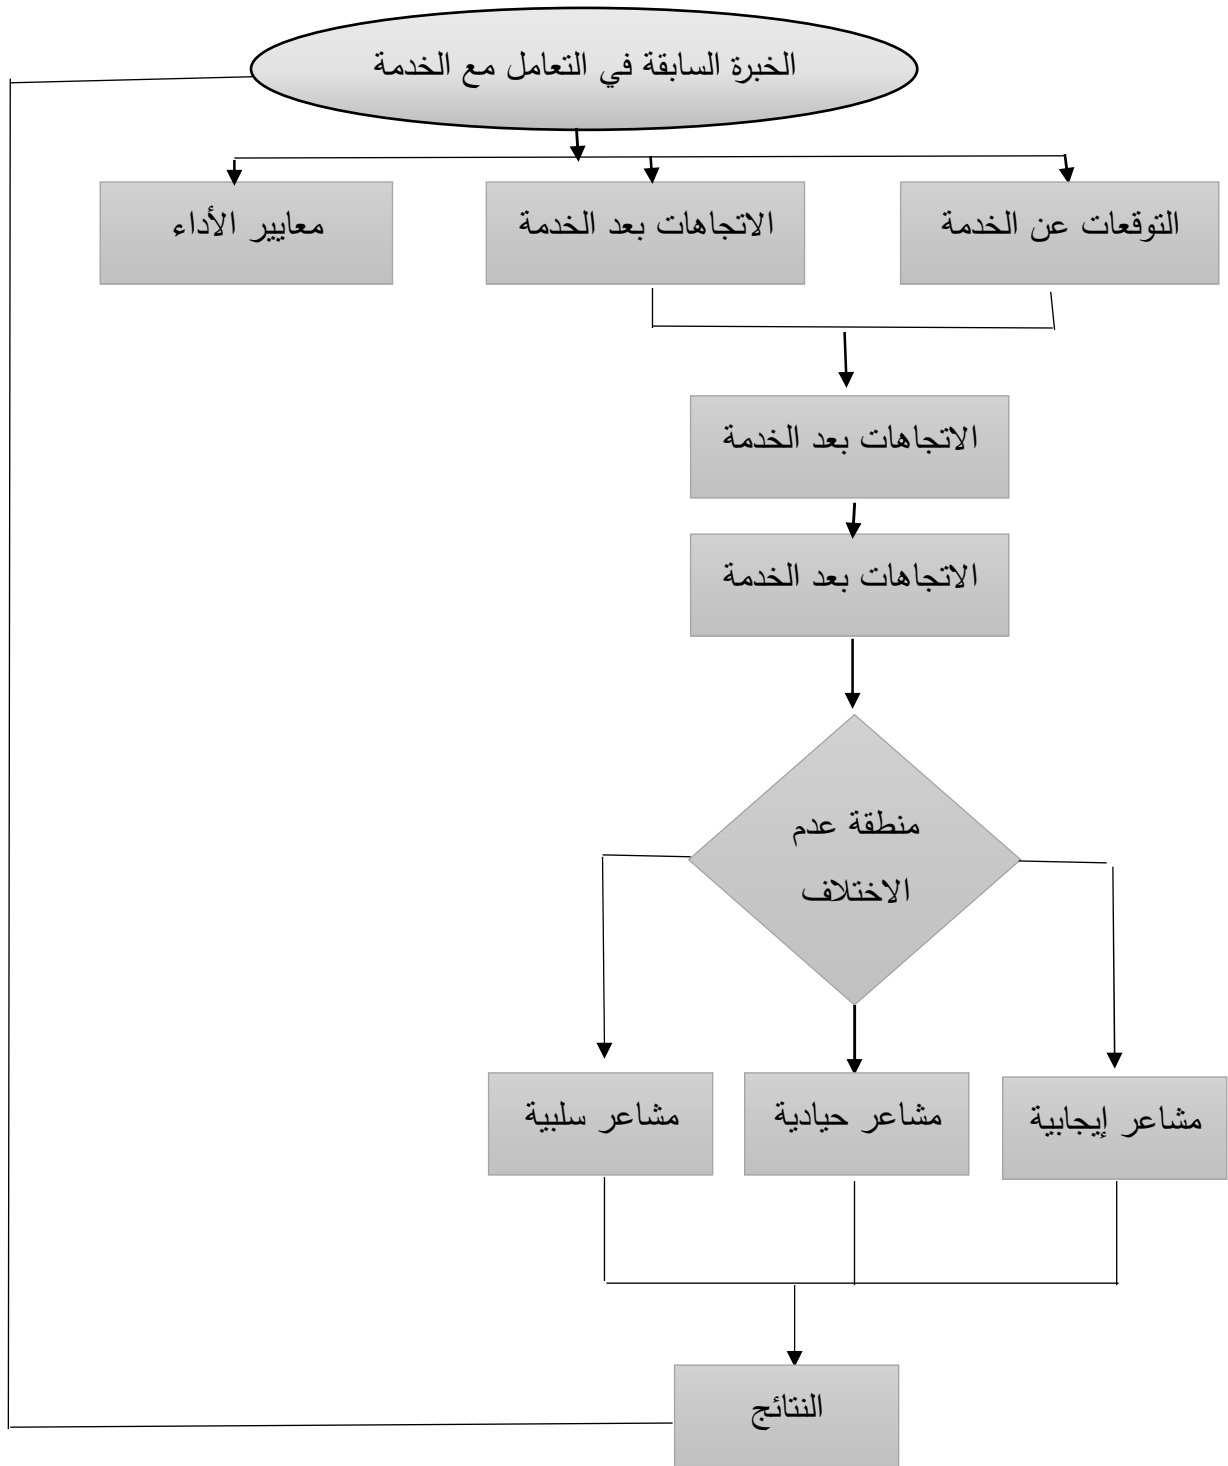 الخبرة السابقة في التعامل مع الخدمة
التوقعات عن الخدمة
الاتجاهات بعد الخدمة
معايير الأداء
الاتجاهات بعد الخدمة
الاتجاهات بعد الخدمة
منطقة عدم
الاختلاف
مشاعر إيجابية
مشاعر حيادية
مشاعر سلبية
النتائج